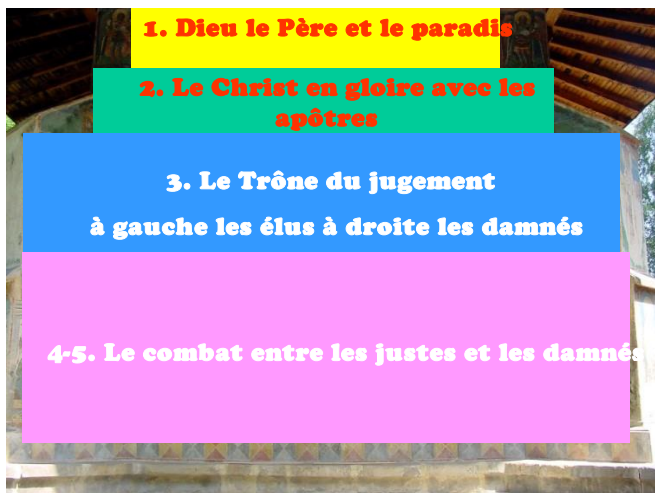 1. Dieu le Père et le paradis
2. Le Christ en gloire avec les
apôtres
3. Le Trône du jugement
à gauche les élus à droite les damnés
4-5. Le combat entre les justes et les damnés